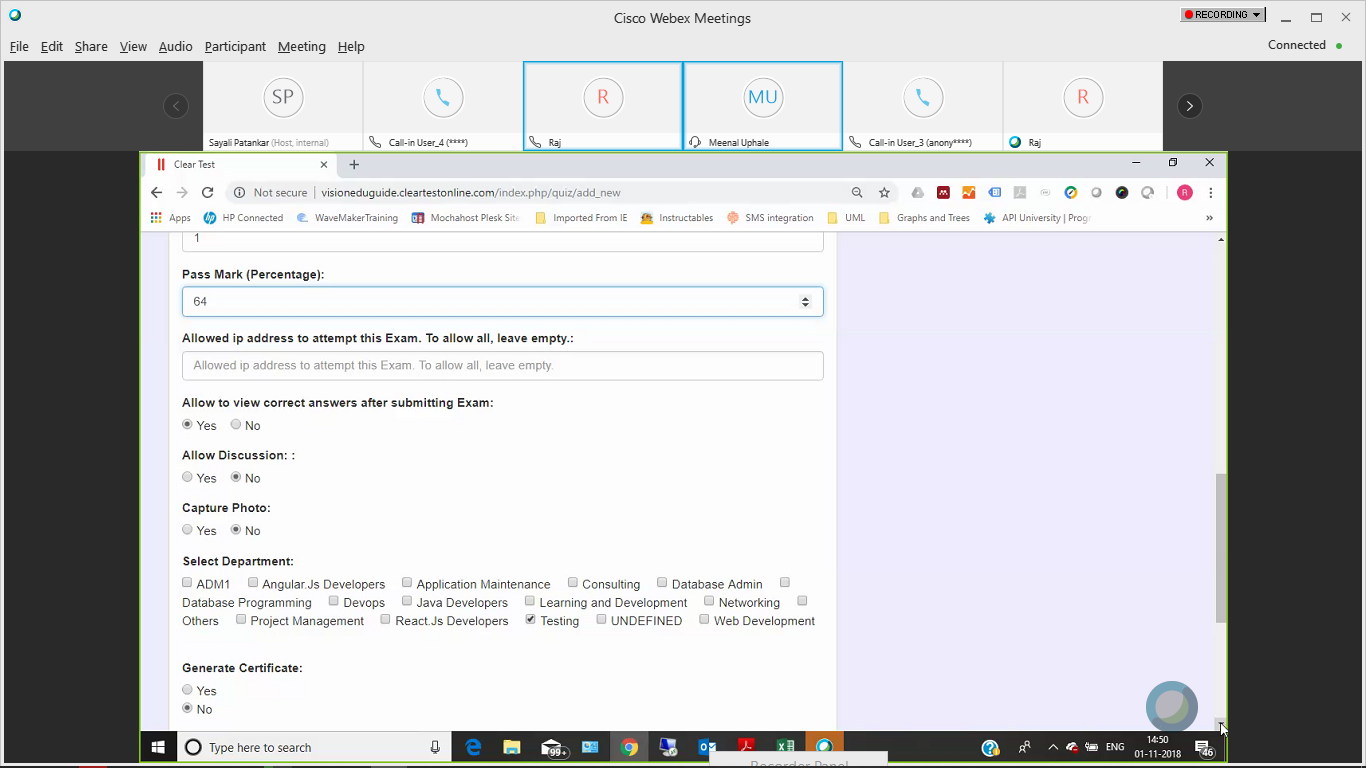 Cisco Webex Meetings
RECORDING
File Edit Share View Audio Participant Meeting Help
Connected
SP R MU R
Sayali Patankar (Host, internal) Call-in User_4 (****) Raj Meenal Uphale Call-in User_3 (anony****) Raj
Clear Test
Not secure visioneduguide.cleartestonline.com/index.php/quiz/add_new
R
Apps HP Connected WaveMakerTraining Mochahost Plesk Site Imported From IE Instructables SMS integration UML Graphs and Trees API University | Prog
1
Pass Mark (Percentage):
64
Allowed ip address to attempt this Exam. To allow all, leave empty.:
Allowed ip address to attempt this Exam. To allow all, leave empty.
Allow to view correct answers after submitting Exam:
Yes No
Allow Discussion: :
Yes No
Capture Photo:
Yes No
Select Department:
ADM1 Angular.Js Developers Application Maintenance Consulting Database Admin
Database Programming Devops Java Developers Learning and Development Networking
Others Project Management React.Js Developers Testing UNDEFINED Web Development
Generate Certificate:
Yes
No
Type here to search
99+
ENG
14:50
01-11-2018
46
Recorder Panel